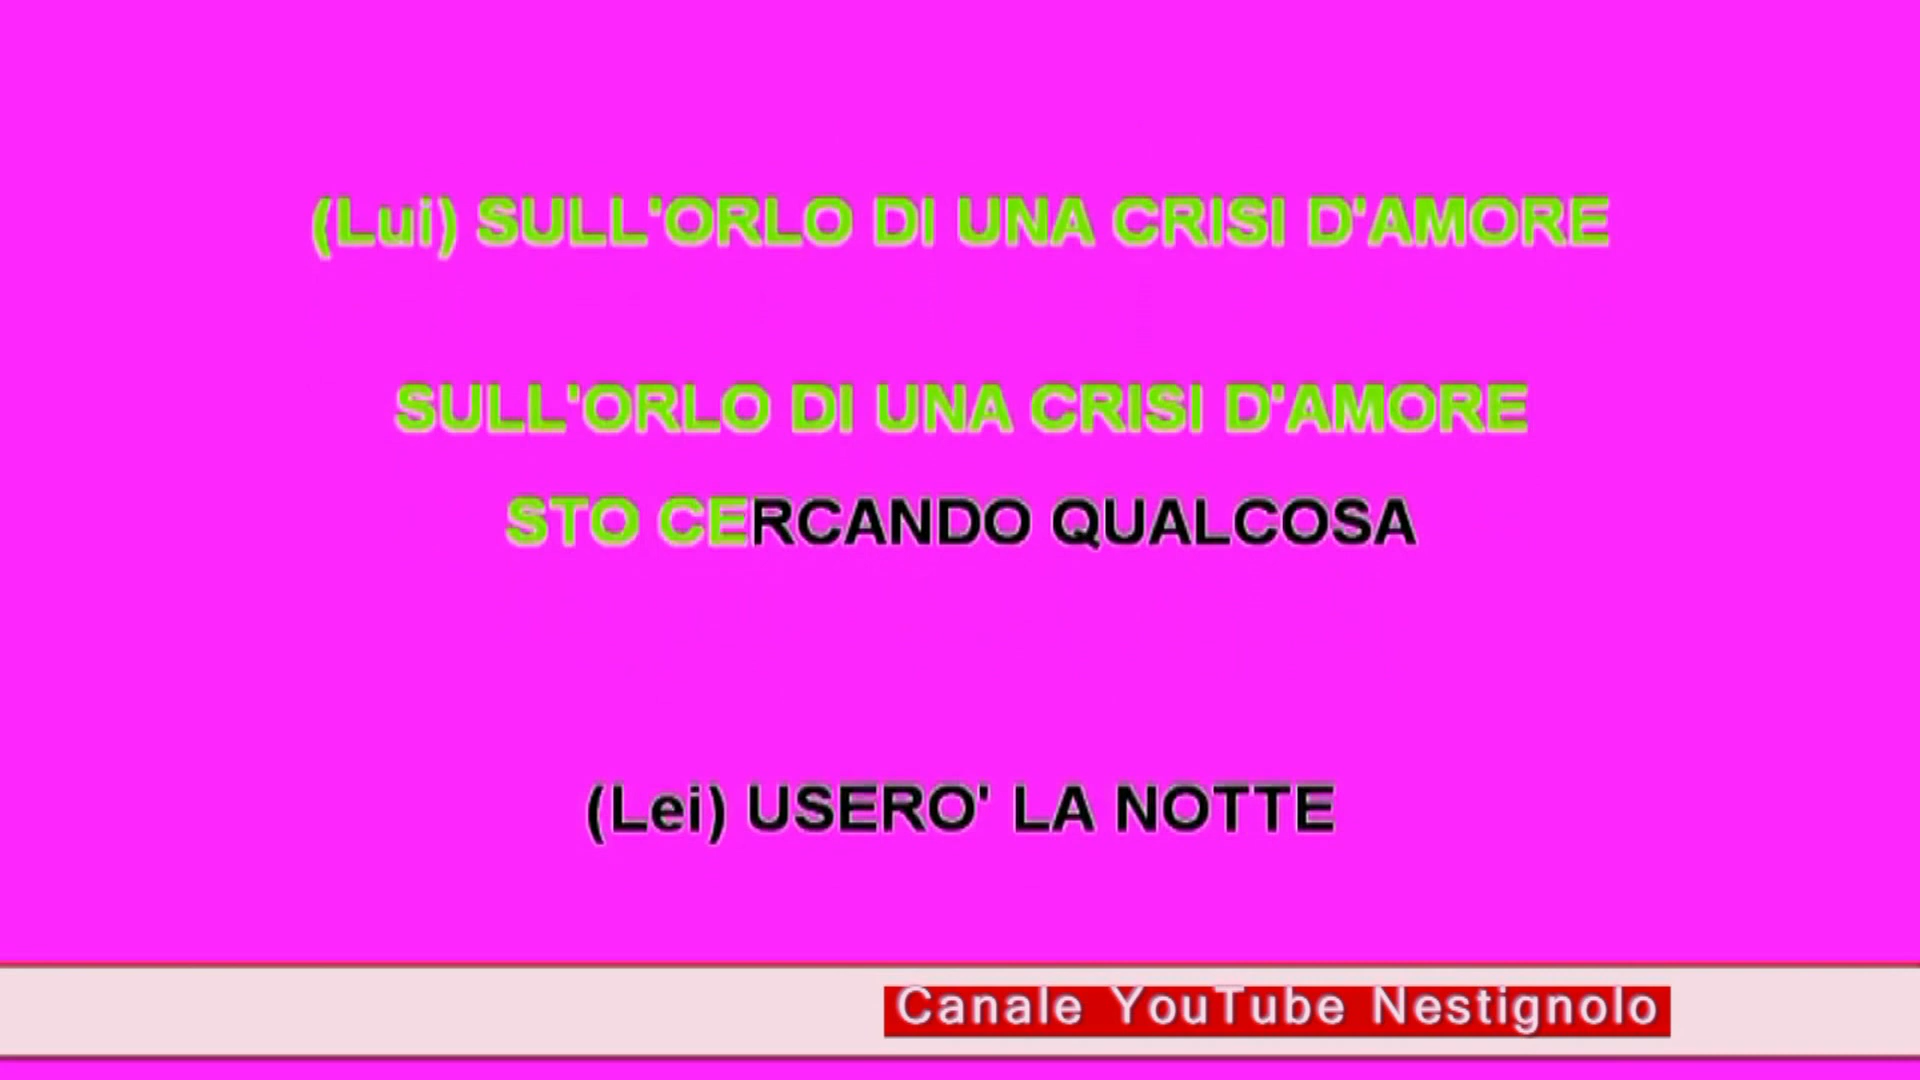 (Lui) SULL'ORLO DI UNA CRISI D'AMORE
SULL'ORLO DI UNA CRISI D'AMORE
STO CERCANDO QUALCOSA
(Lei) USERO' LA NOTTE
Canale YouTube Nestignolo